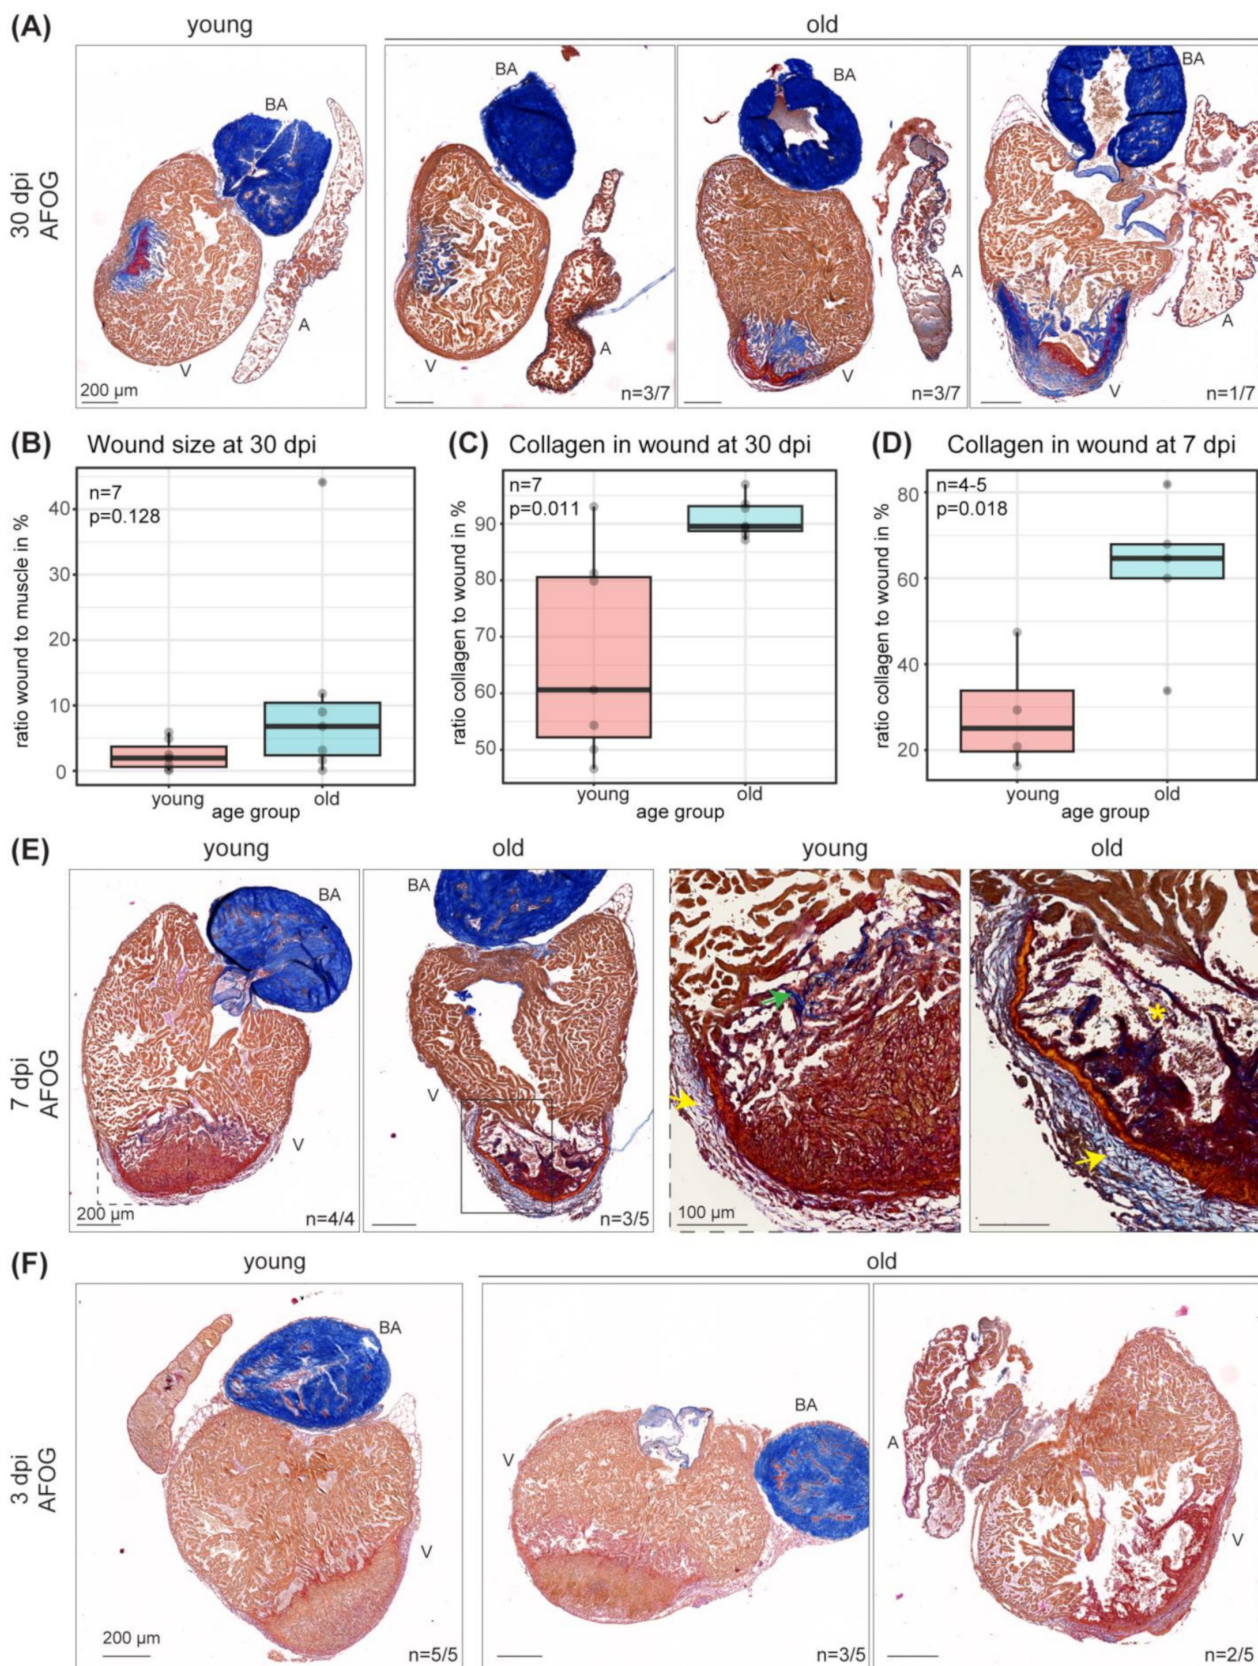 (A)
young
old
30 dpi
AFOG
BA
A
V
200 µm
BA
V
A
n=3/7
BA
A
V
n=3/7
BA
A
V
n=1/7
(B) Wound size at 30 dpi
n=7
p=0.128
ratio wound to muscle in %
40
30
20
10
0
young
old
age group
(C) Collagen in wound at 30 dpi
n=7
p=0.011
ratio collagen to wound in %
90
80
70
60
50
young
old
age group
(D) Collagen in wound at 7 dpi
n=4-5
p=0.018
ratio collagen to wound in %
80
60
40
20
young
old
age group
(E)
young
old
young
old
7 dpi
AFOG
BA
V
200 µm
n=4/4
BA
V
n=3/5
100 µm
*
(F)
young
old
3 dpi
AFOG
BA
V
200 µm
n=5/5
V
BA
n=3/5
A
V
n=2/5